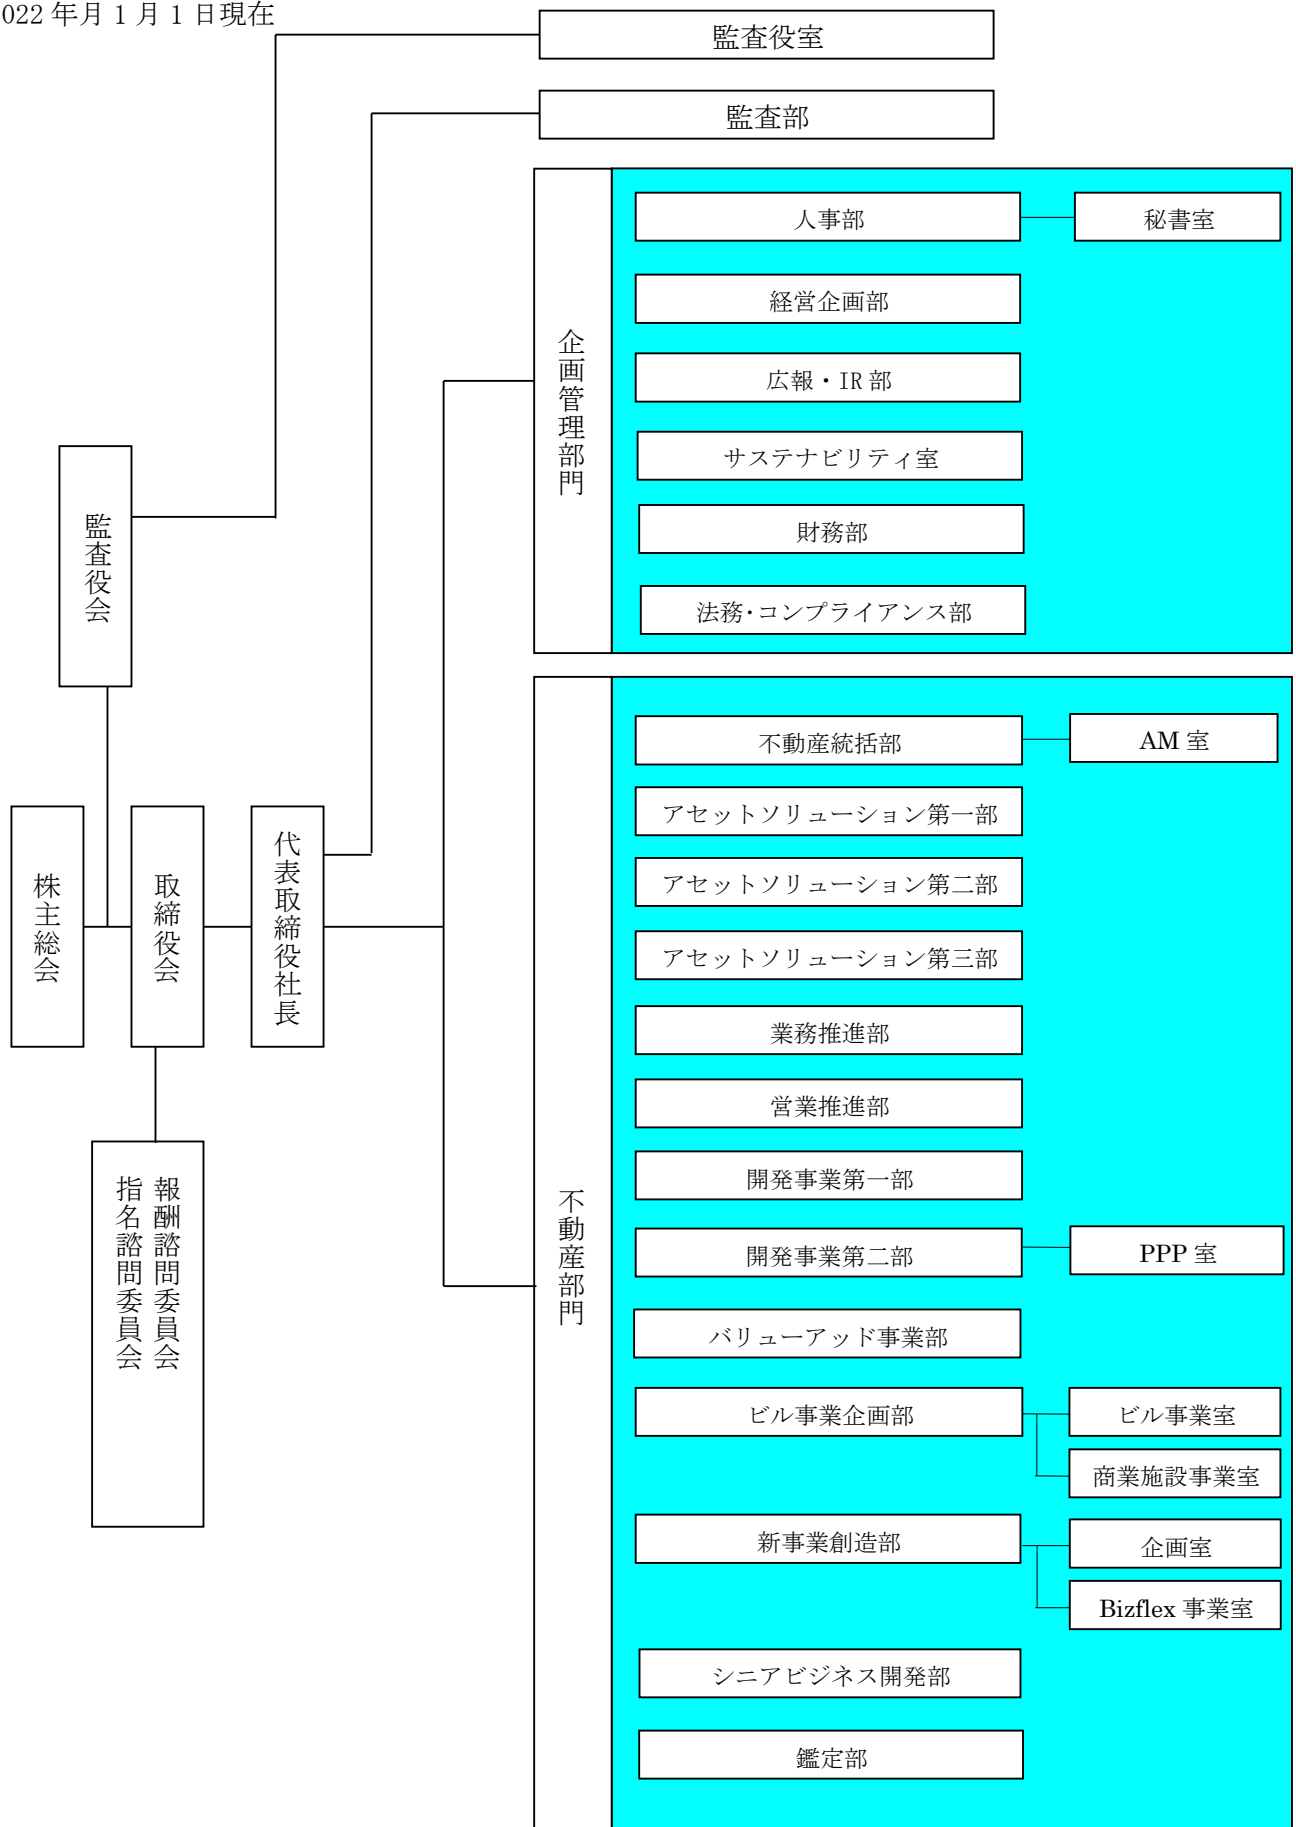 022 年月 1 月 1 日現在
監査役室
監査部
企画管理部門
人事部
秘書室
経営企画部
広報・IR 部
サステナビリティ室
財務部
法務･コンプライアンス部
監査役会
株主総会
取締役会
代表取締役社長
報酬諮問委員会
指名諮問委員会
不動産部門
不動産統括部
AM 室
アセットソリューション第一部
アセットソリューション第二部
アセットソリューション第三部
業務推進部
営業推進部
開発事業第一部
開発事業第二部
PPP 室
バリューアッド事業部
ビル事業企画部
ビル事業室
商業施設事業室
新事業創造部
企画室
Bizflex 事業室
シニアビジネス開発部
鑑定部